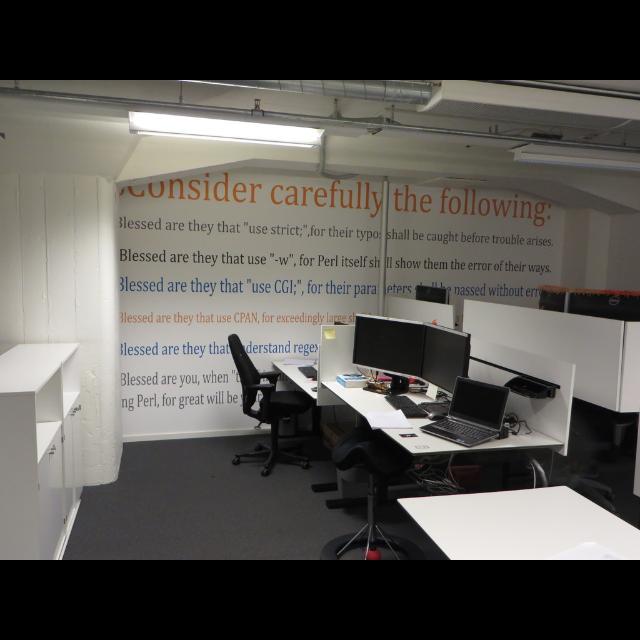 Consider carefully the following:
Blessed are they that "use strict;",for their typos shall be caught before trouble arises.
Blessed are they that use "-w", for Perl itself shall show them the error of their ways.
Blessed are they that "use CGI;", for their parameters shall be passed without
Blessed are they that use CPAN, for exceedingly large
Blessed are they that understand
Blessed are you, when
ng Perl, for great will be